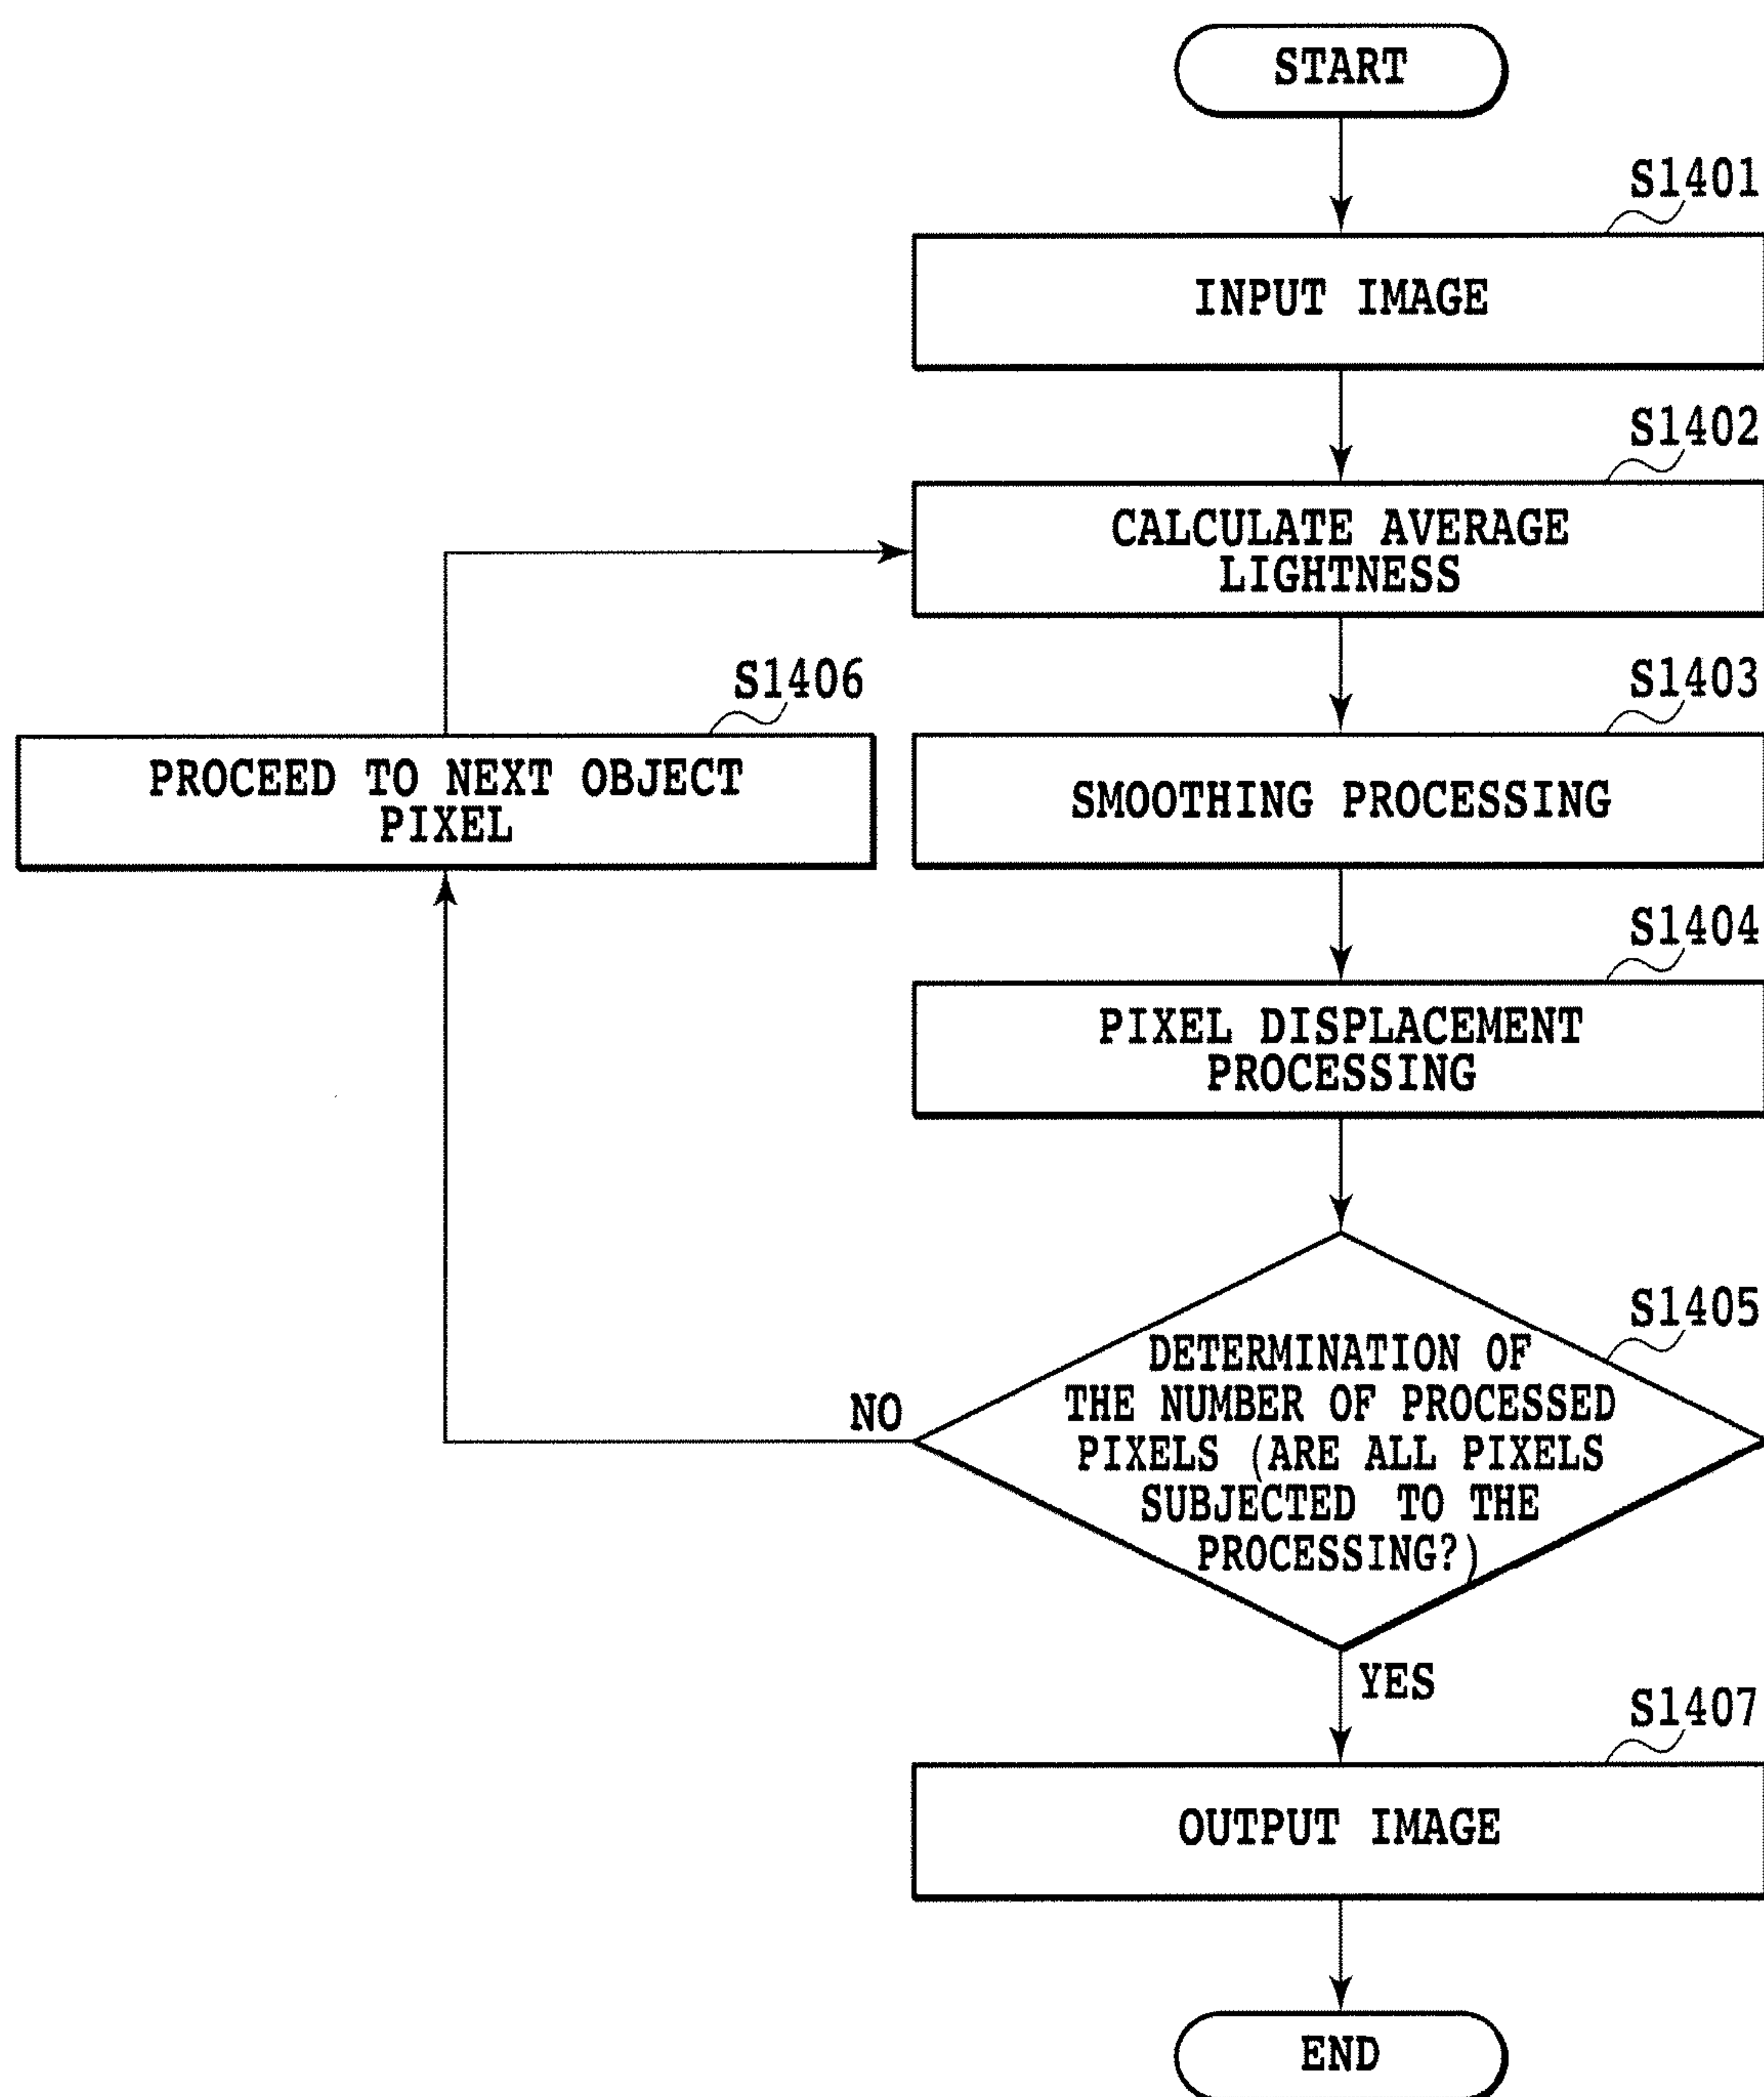 START
S1401
INPUT IMAGE
S1402
CALCULATE AVERAGE
LIGHTNESS
S1406
PROCEED TO NEXT OBJECT
PIXEL
S1403
SMOOTHING PROCESSING
S1404
PIXEL DISPLACEMENT
PROCESSING
S1405
DETERMINATION OF
THE NUMBER OF PROCESSED
PIXELS (ARE ALL PIXELS
SUBJECTED TO THE
PROCESSING?)
NO
YES
S1407
OUTPUT IMAGE
END